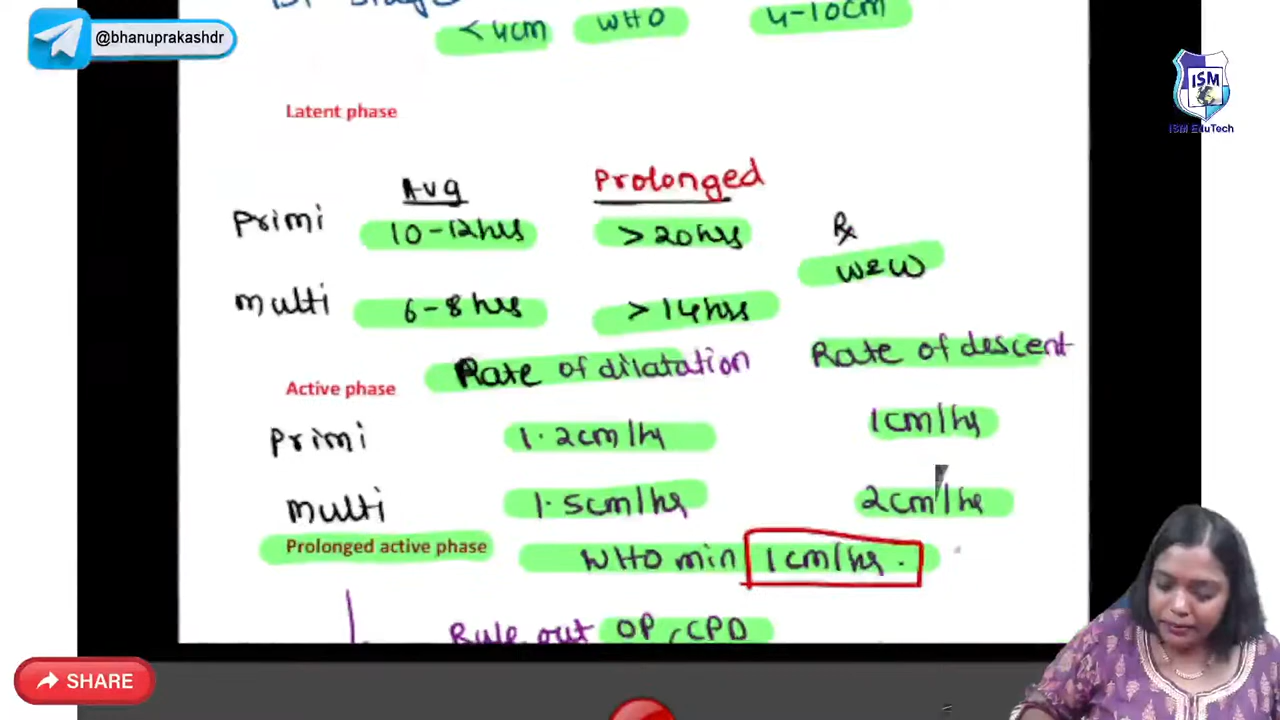 @bhanuprakashdr
<4cm WHO 4-10cm
ISM
ISM EduTech
Latent phase
Avg Prolonged
Primi 10-12hrs >20hrs Rx
W&W
multi 6-8hrs >14hrs
Rate of dilatation Rate of descent
Active phase
Primi 1.2cm/hr 1cm/hr
multi 1.5cm/hr 2cm/hr
Prolonged active phase WHO min 1cm/hr.
Rule out OP, CPD
SHARE